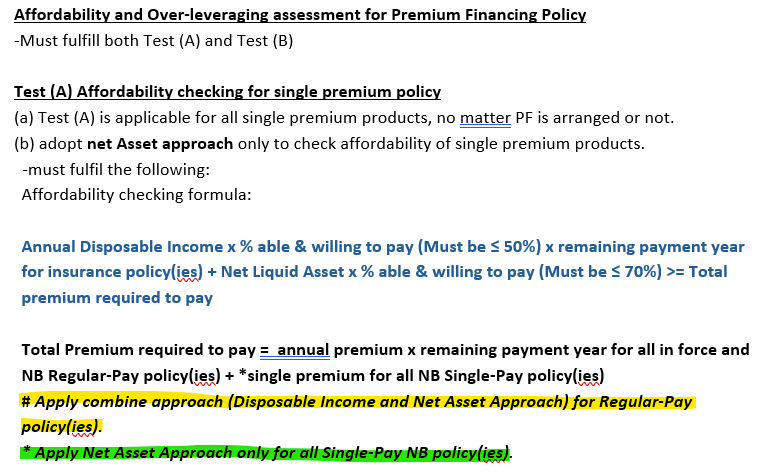 Affordability and Over-leveraging assessment for Premium Financing Policy
-Must fulfill both Test (A) and Test (B)
Test (A) Affordability checking for single premium policy
(a) Test (A) is applicable for all single premium products, no matter PF is arranged or not.
(b) adopt net Asset approach only to check affordability of single premium products.
-must fulfil the following:
Affordability checking formula:
Annual Disposable Income x % able & willing to pay (Must be ≤ 50%) x remaining payment year
for insurance policy(ies) + Net Liquid Asset x % able & willing to pay (Must be ≤ 70%) >= Total
premium required to pay
Total Premium required to pay =  annual premium x remaining payment year for all in force and
NB Regular-Pay policy(ies) + *single premium for all NB Single-Pay policy(ies)
# Apply combine approach (Disposable Income and Net Asset Approach) for Regular-Pay
policy(ies).
* Apply Net Asset Approach only for all Single-Pay NB policy(ies).